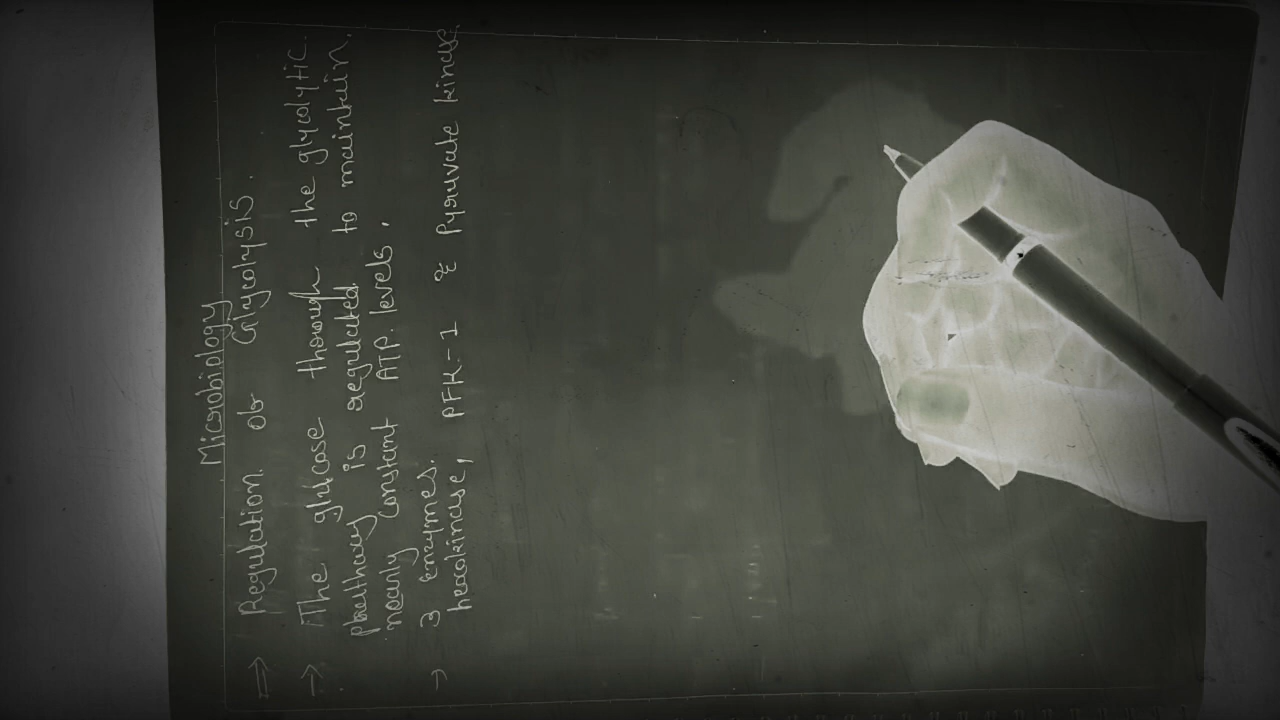 Microbiology
⇒ Regulation of Glycolysis.
→ The glucose thorough the glycolytic
pathway is regulated to maintain
nearly constant ATP levels.
→ 3 enzymes.
hexokinase, PFK-1 & Pyruvate kinase.